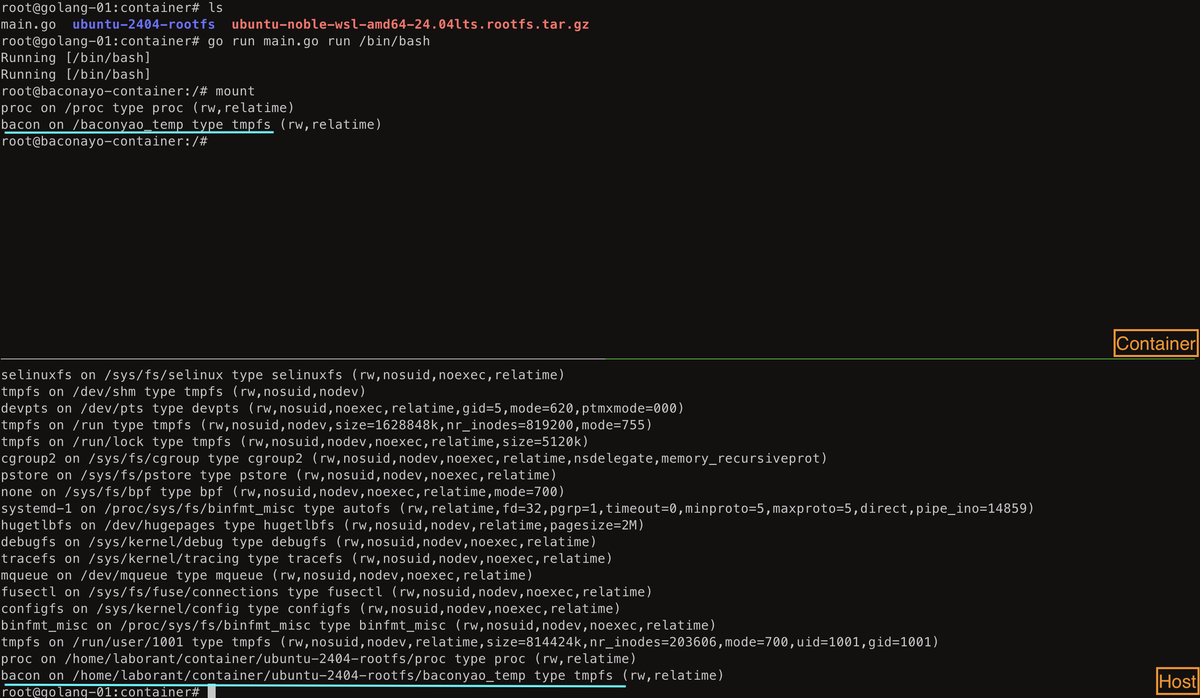 root@golang-01:container# ls
main.go  ubuntu-2404-rootfs  ubuntu-noble-wsl-amd64-24.04lts.rootfs.tar.gz
root@golang-01:container# go run main.go run /bin/bash
Running [/bin/bash]
Running [/bin/bash]
root@baconayo-container:/# mount
proc on /proc type proc (rw,relatime)
bacon on /baconyao_temp type tmpfs (rw,relatime)
root@baconayo-container:/#
Container
selinuxfs on /sys/fs/selinux type selinuxfs (rw,nosuid,noexec,relatime)
tmpfs on /dev/shm type tmpfs (rw,nosuid,nodev)
devpts on /dev/pts type devpts (rw,nosuid,noexec,relatime,gid=5,mode=620,ptmxmode=000)
tmpfs on /run type tmpfs (rw,nosuid,nodev,size=1628848k,nr_inodes=819200,mode=755)
tmpfs on /run/lock type tmpfs (rw,nosuid,nodev,noexec,relatime,size=5120k)
cgroup2 on /sys/fs/cgroup type cgroup2 (rw,nosuid,nodev,noexec,relatime,nsdelegate,memory_recursiveprot)
pstore on /sys/fs/pstore type pstore (rw,nosuid,nodev,noexec,relatime)
none on /sys/fs/bpf type bpf (rw,nosuid,nodev,noexec,relatime,mode=700)
systemd-1 on /proc/sys/fs/binfmt_misc type autofs (rw,relatime,fd=32,pgrp=1,timeout=0,minproto=5,maxproto=5,direct,pipe_ino=14859)
hugetlbfs on /dev/hugepages type hugetlbfs (rw,nosuid,nodev,relatime,pagesize=2M)
debugfs on /sys/kernel/debug type debugfs (rw,nosuid,nodev,noexec,relatime)
tracefs on /sys/kernel/tracing type tracefs (rw,nosuid,nodev,noexec,relatime)
mqueue on /dev/mqueue type mqueue (rw,nosuid,nodev,noexec,relatime)
fusectl on /sys/fs/fuse/connections type fusectl (rw,nosuid,nodev,noexec,relatime)
configfs on /sys/kernel/config type configfs (rw,nosuid,nodev,noexec,relatime)
binfmt_misc on /proc/sys/fs/binfmt_misc type binfmt_misc (rw,nosuid,nodev,noexec,relatime)
tmpfs on /run/user/1001 type tmpfs (rw,nosuid,nodev,relatime,size=814424k,nr_inodes=203606,mode=700,uid=1001,gid=1001)
proc on /home/laborant/container/ubuntu-2404-rootfs/proc type proc (rw,relatime)
bacon on /home/laborant/container/ubuntu-2404-rootfs/baconyao_temp type tmpfs (rw,relatime)
root@golang-01:container#
Host